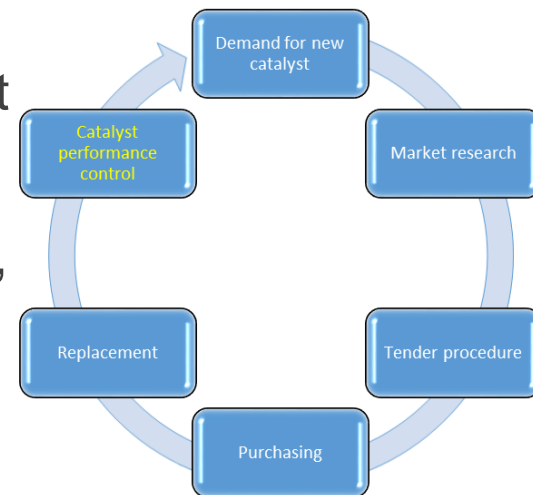 Demand for new
catalyst
t
Catalyst
performance
control
Market research
,
Replacement
Tender procedure
Purchasing